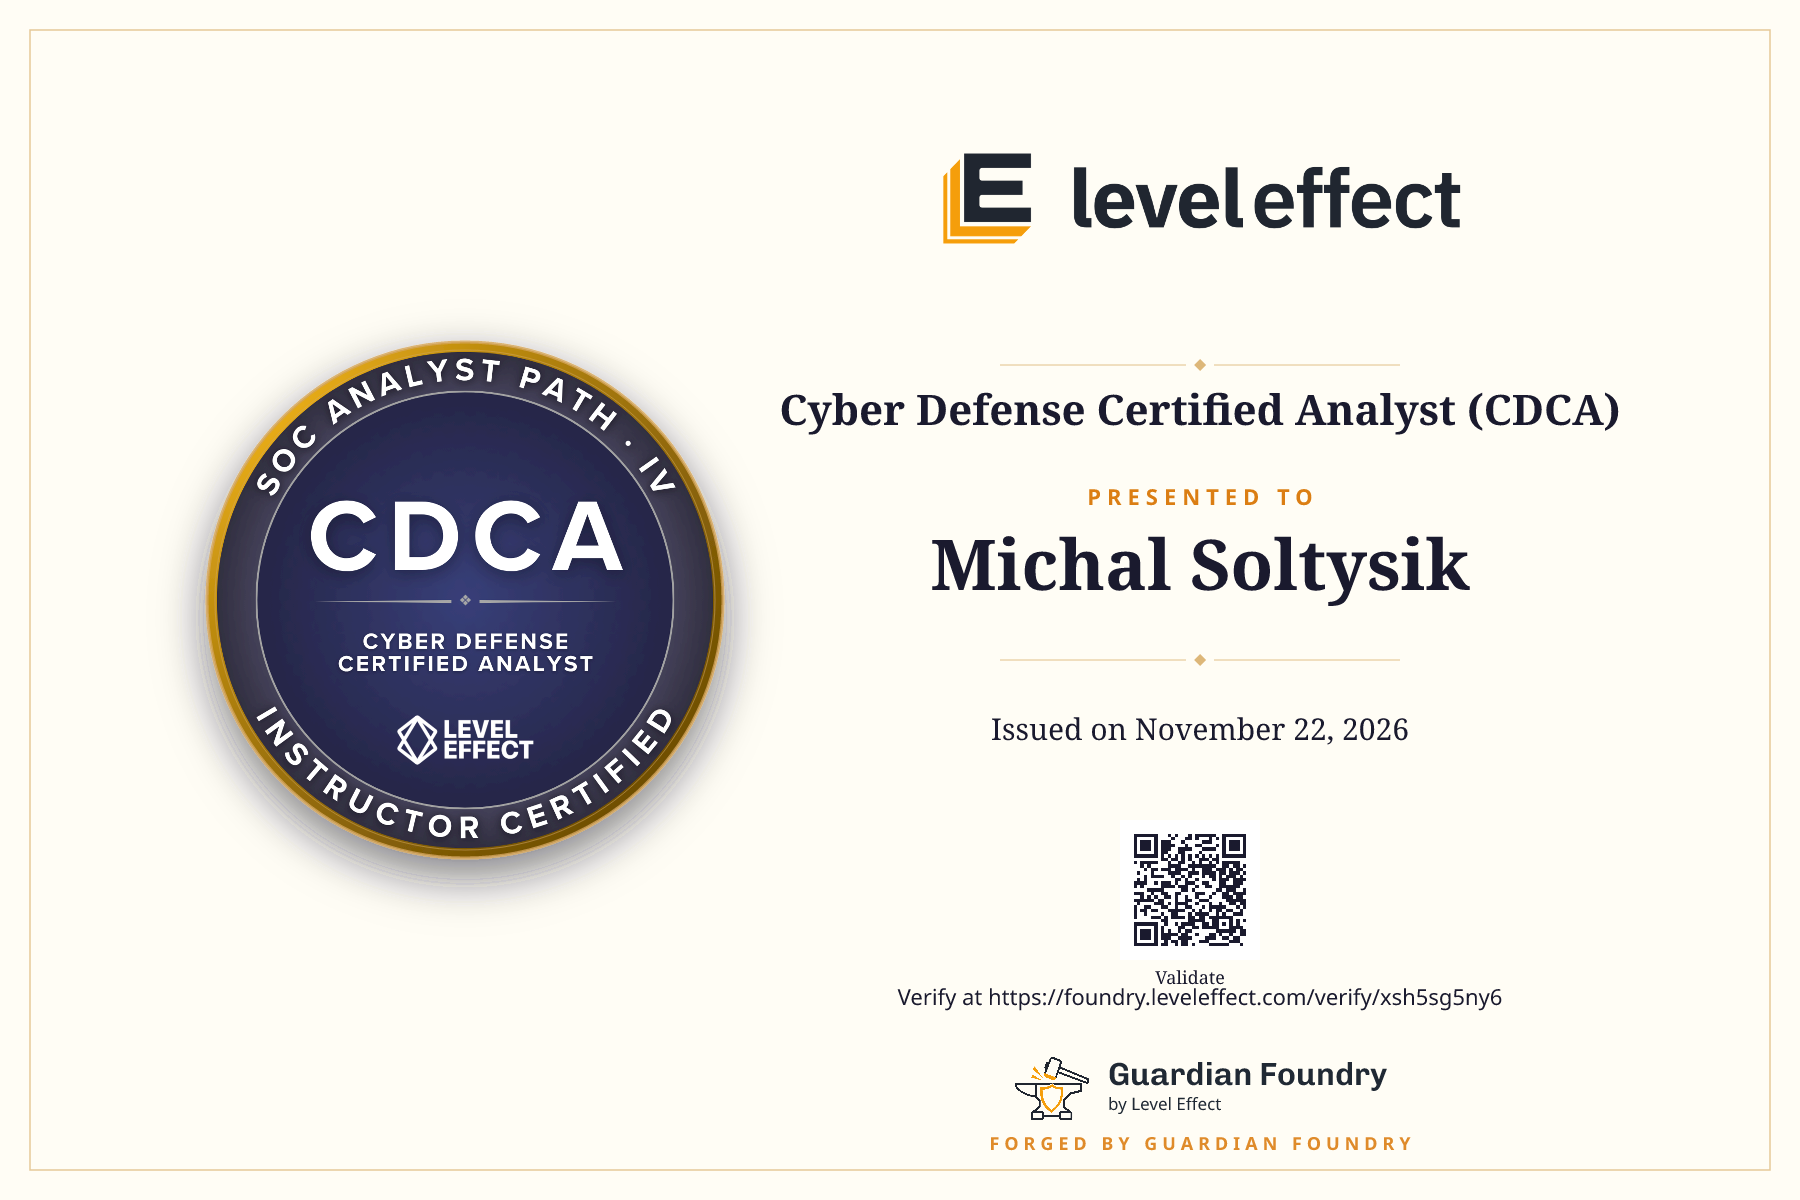 SOC ANALYST PATH · IV
CDCA
CYBER DEFENSE
CERTIFIED ANALYST
LEVEL
EFFECT
INSTRUCTOR CERTIFIED
level effect
Cyber Defense Certified Analyst (CDCA)
PRESENTED TO
Michal Soltysik
Issued on November 22, 2026
Validate
Verify at https://foundry.leveleffect.com/verify/xsh5sg5ny6
Guardian Foundry
by Level Effect
FORGED BY GUARDIAN FOUNDRY